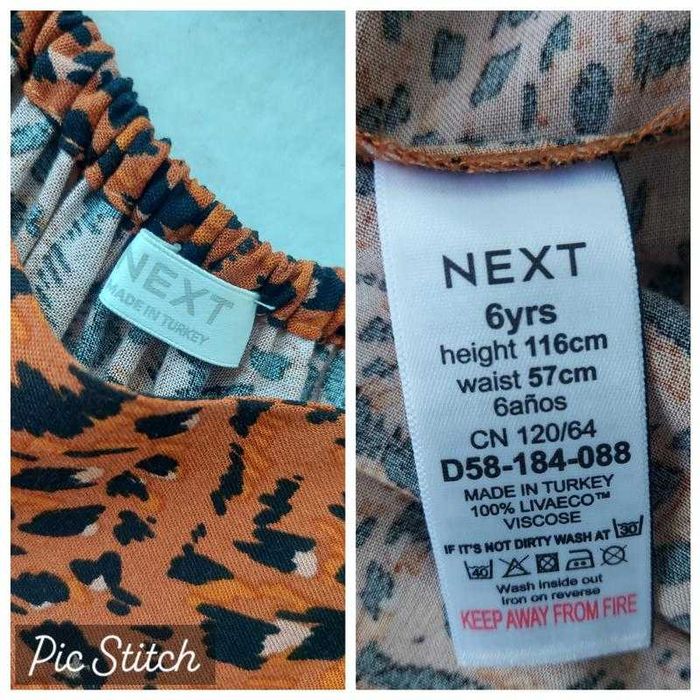 NEXT
MADE IN TURKEY
NEXT
6yrs
height 116cm
waist 57cm
6años
CN 120/64
D58-184-088
MADE IN TURKEY
100% LIVAECO™
VISCOSE
IF IT'S NOT DIRTY WASH AT 30
40
Wash inside out
Iron on reverse
KEEP AWAY FROM FIRE
Pic Stitch